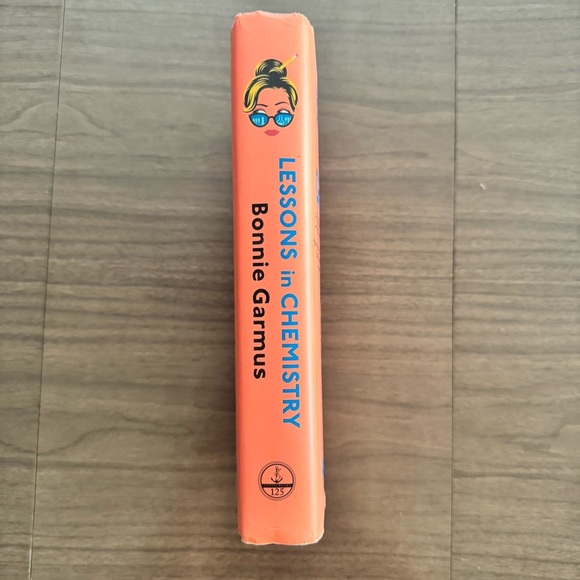 LESSONS in CHEMISTRY
Bonnie Garmus
125